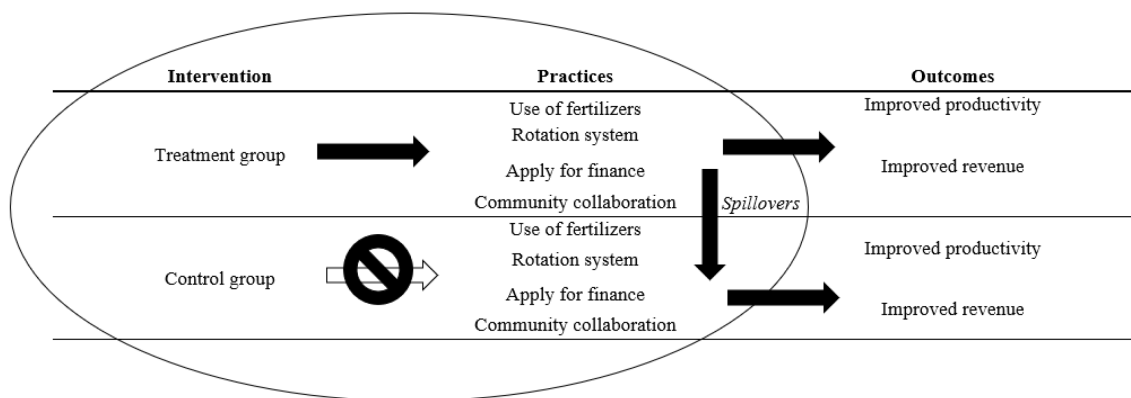 Intervention Practices Outcomes
Use of fertilizers Improved productivity
Rotation system
Treatment group
Apply for finance Improved revenue
Community collaboration Spillovers
Use of fertilizers
Improved productivity
Rotation system
Control group
Apply for finance
Improved revenue
Community collaboration